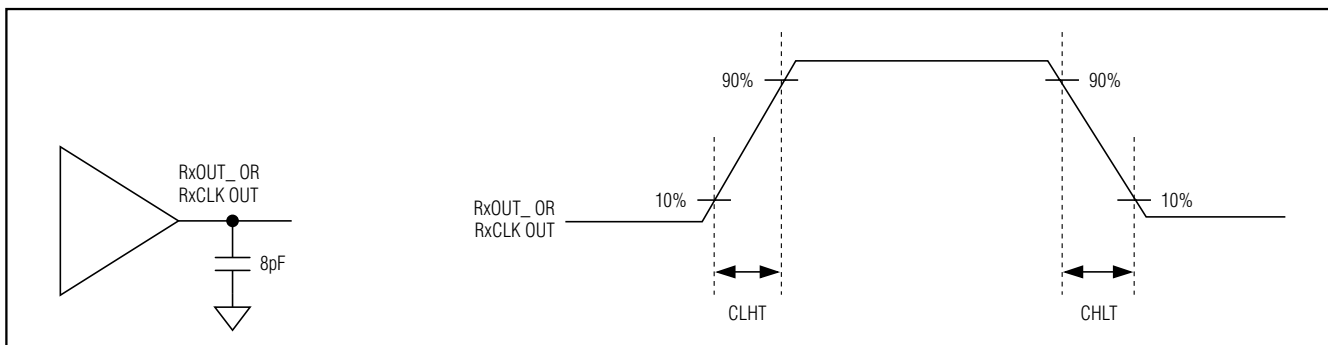 RxOUT_ OR
RxCLK OUT
8pF
RxOUT_ OR
RxCLK OUT
90%
10%
90%
10%
CLHT
CHLT